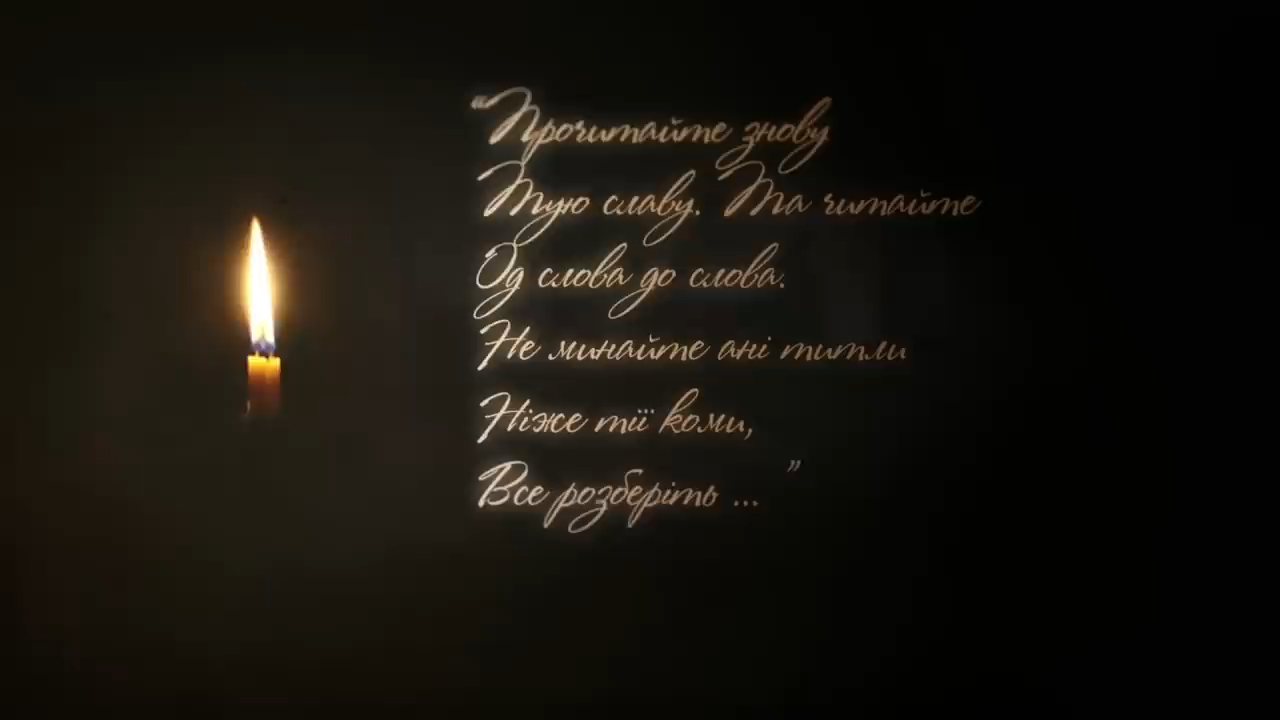 “Прочитайте знову
Тую славу. Та читайте
Од слова до слова.
Не минайте ані титли
Ніже тії коми,
Все розберіть ... ”